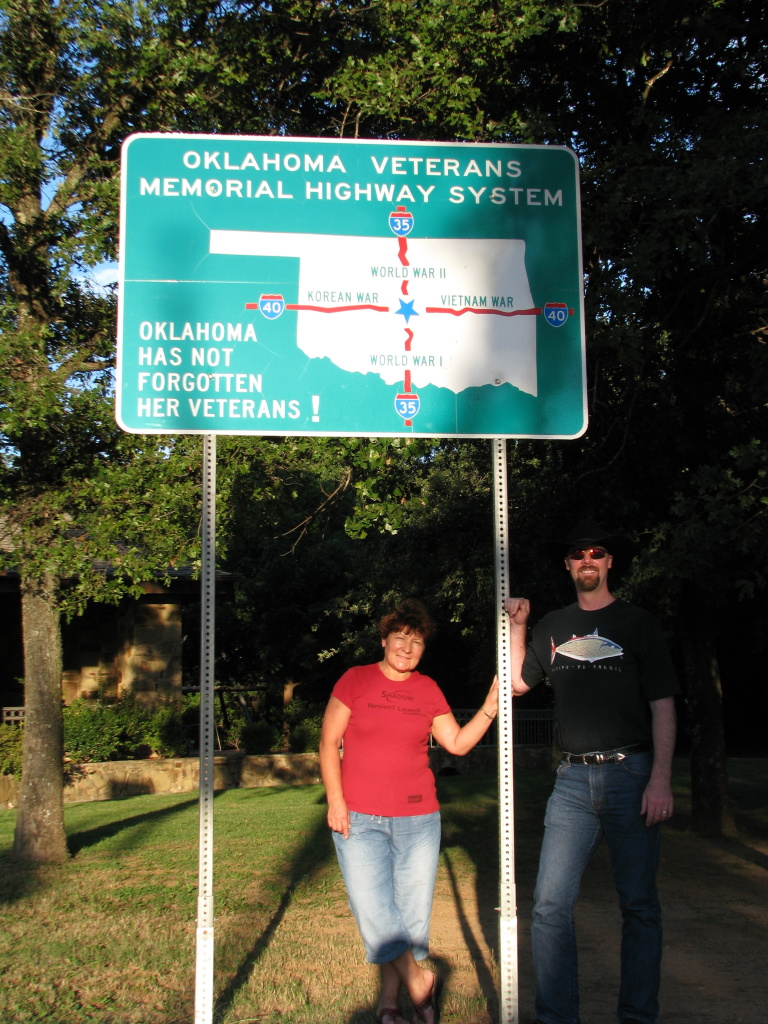 OKLAHOMA VETERANS
MEMORIAL HIGHWAY SYSTEM
35
WORLD WAR II
KOREAN WAR
VIETNAM WAR
40
40
OKLAHOMA
HAS NOT
FORGOTTEN
HER VETERANS !
WORLD WAR I
35